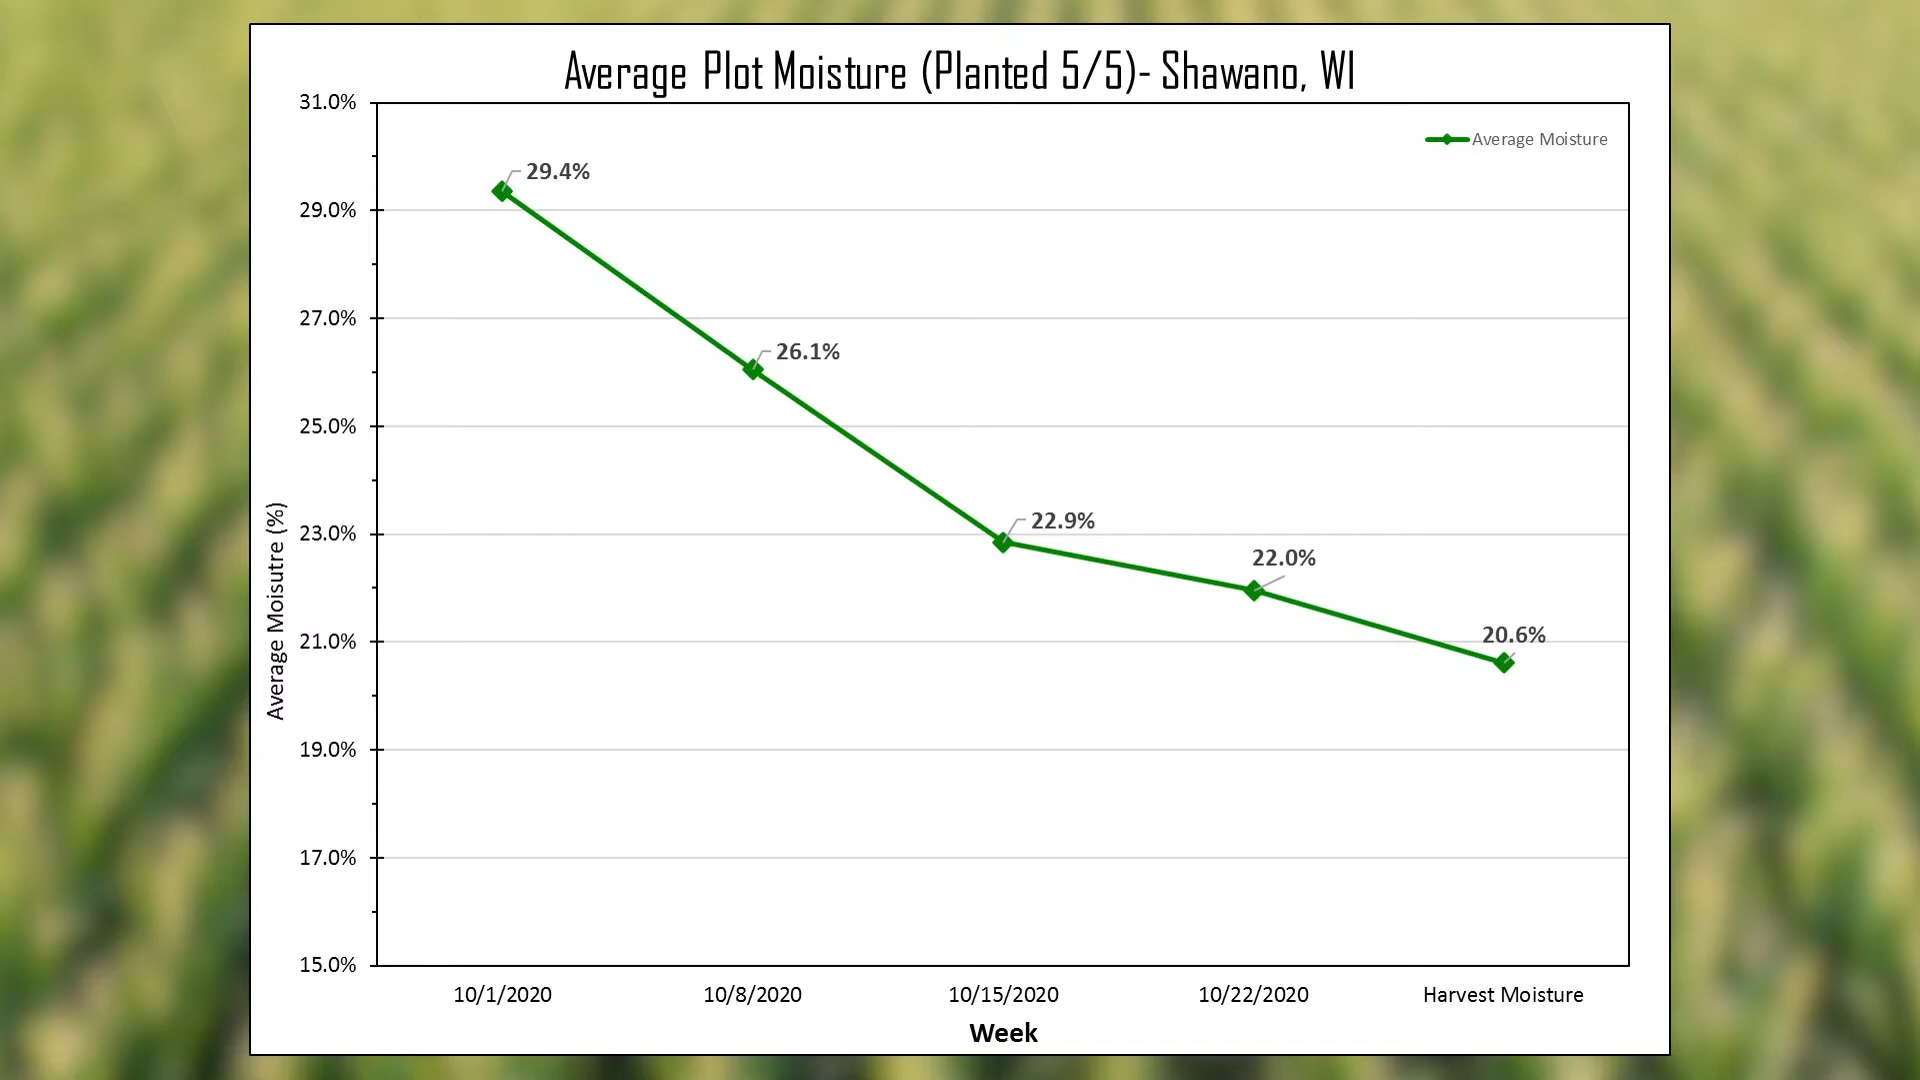 Average Plot Moisture (Planted 5/5)- Shawano, WI
31.0%
Average Moisture
29.4%
29.0%
27.0%
26.1%
25.0%
22.9%
23.0%
22.0%
20.6%
21.0%
19.0%
17.0%
15.0%
Average Moisutre (%)
10/1/2020 10/8/2020 10/15/2020 10/22/2020 Harvest Moisture
Week